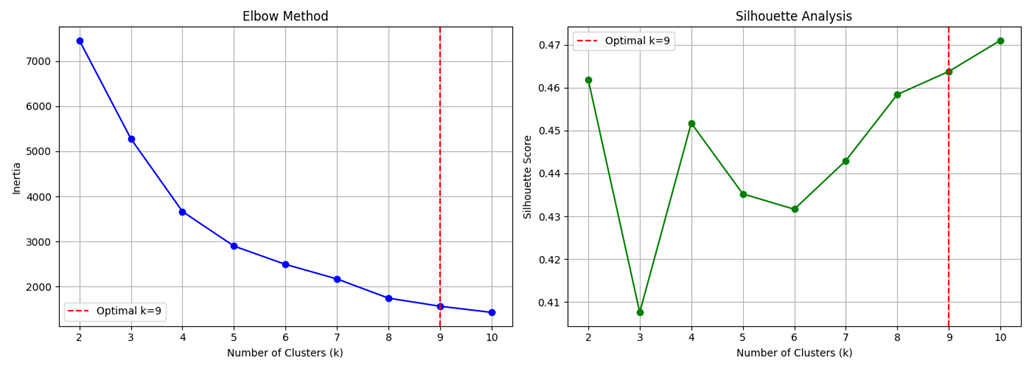 Elbow Method
7000
6000
5000
4000
3000
2000
Inertia
Optimal k=9
2 3 4 5 6 7 8 9 10
Number of Clusters (k)
Silhouette Analysis
Optimal k=9
0.47
0.46
0.45
0.44
0.43
0.42
0.41
Silhouette Score
2 3 4 5 6 7 8 9 10
Number of Clusters (k)